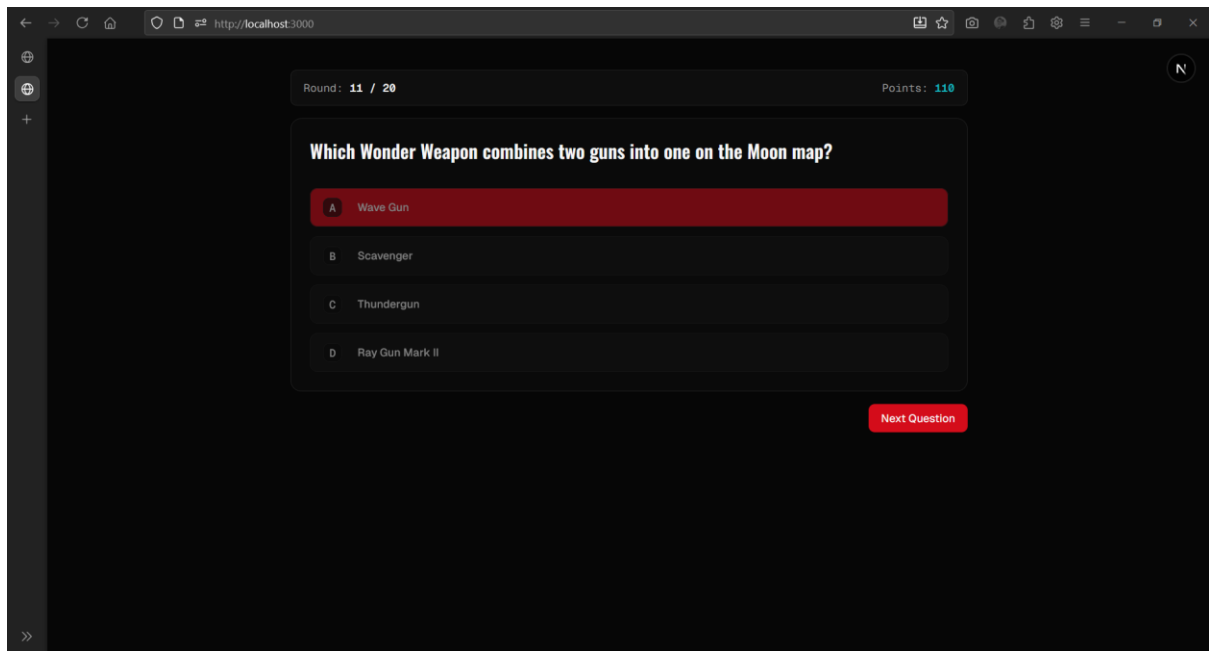 http://localhost:3000
N
Round: 11 / 20
Points: 110
Which Wonder Weapon combines two guns into one on the Moon map?
A Wave Gun
B Scavenger
C Thundergun
D Ray Gun Mark II
Next Question